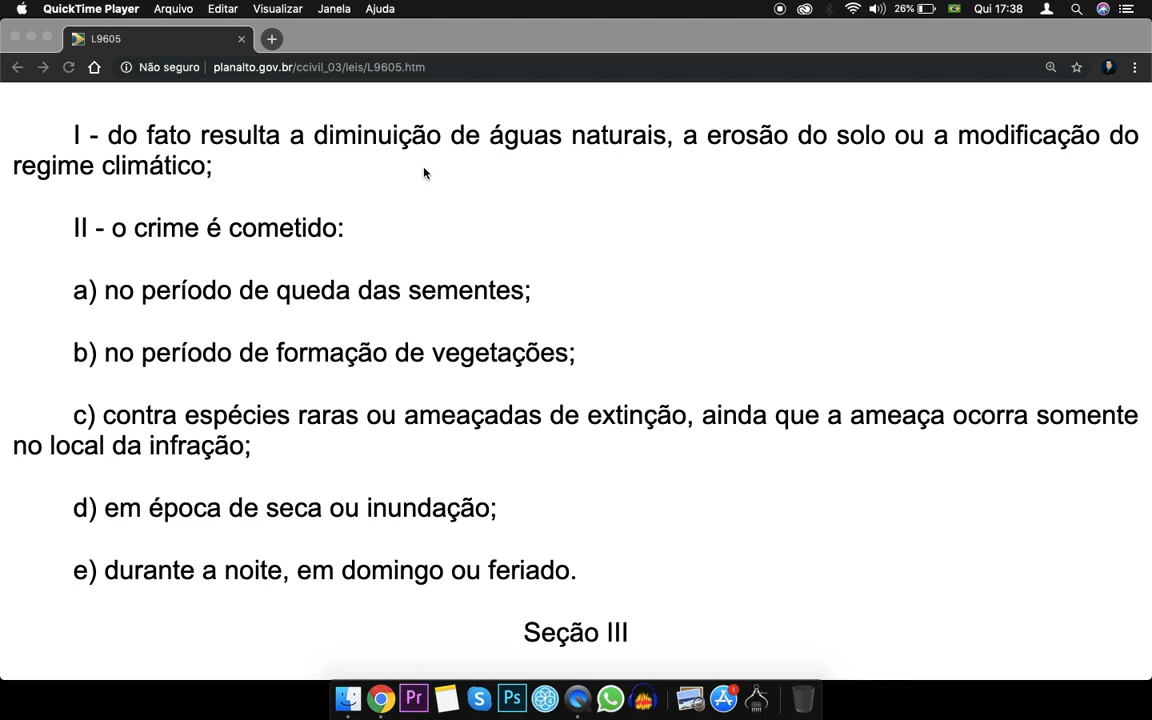 QuickTime Player Arquivo Editar Visualizar Janela Ajuda 26% Qui 17:38
L9605
Não seguro planalto.gov.br/ccivil_03/leis/L9605.htm
I - do fato resulta a diminuição de águas naturais, a erosão do solo ou a modificação do
regime climático;
II - o crime é cometido:
a) no período de queda das sementes;
b) no período de formação de vegetações;
c) contra espécies raras ou ameaçadas de extinção, ainda que a ameaça ocorra somente
no local da infração;
d) em época de seca ou inundação;
e) durante a noite, em domingo ou feriado.
Seção III
Pr S Ps 1